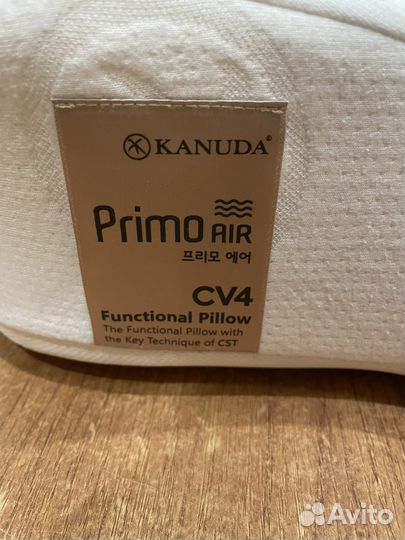 KANUDA®
Primo AIR
프리모 에어
CV4
Functional Pillow
The Functional Pillow with
the Key Technique of CST
Avito